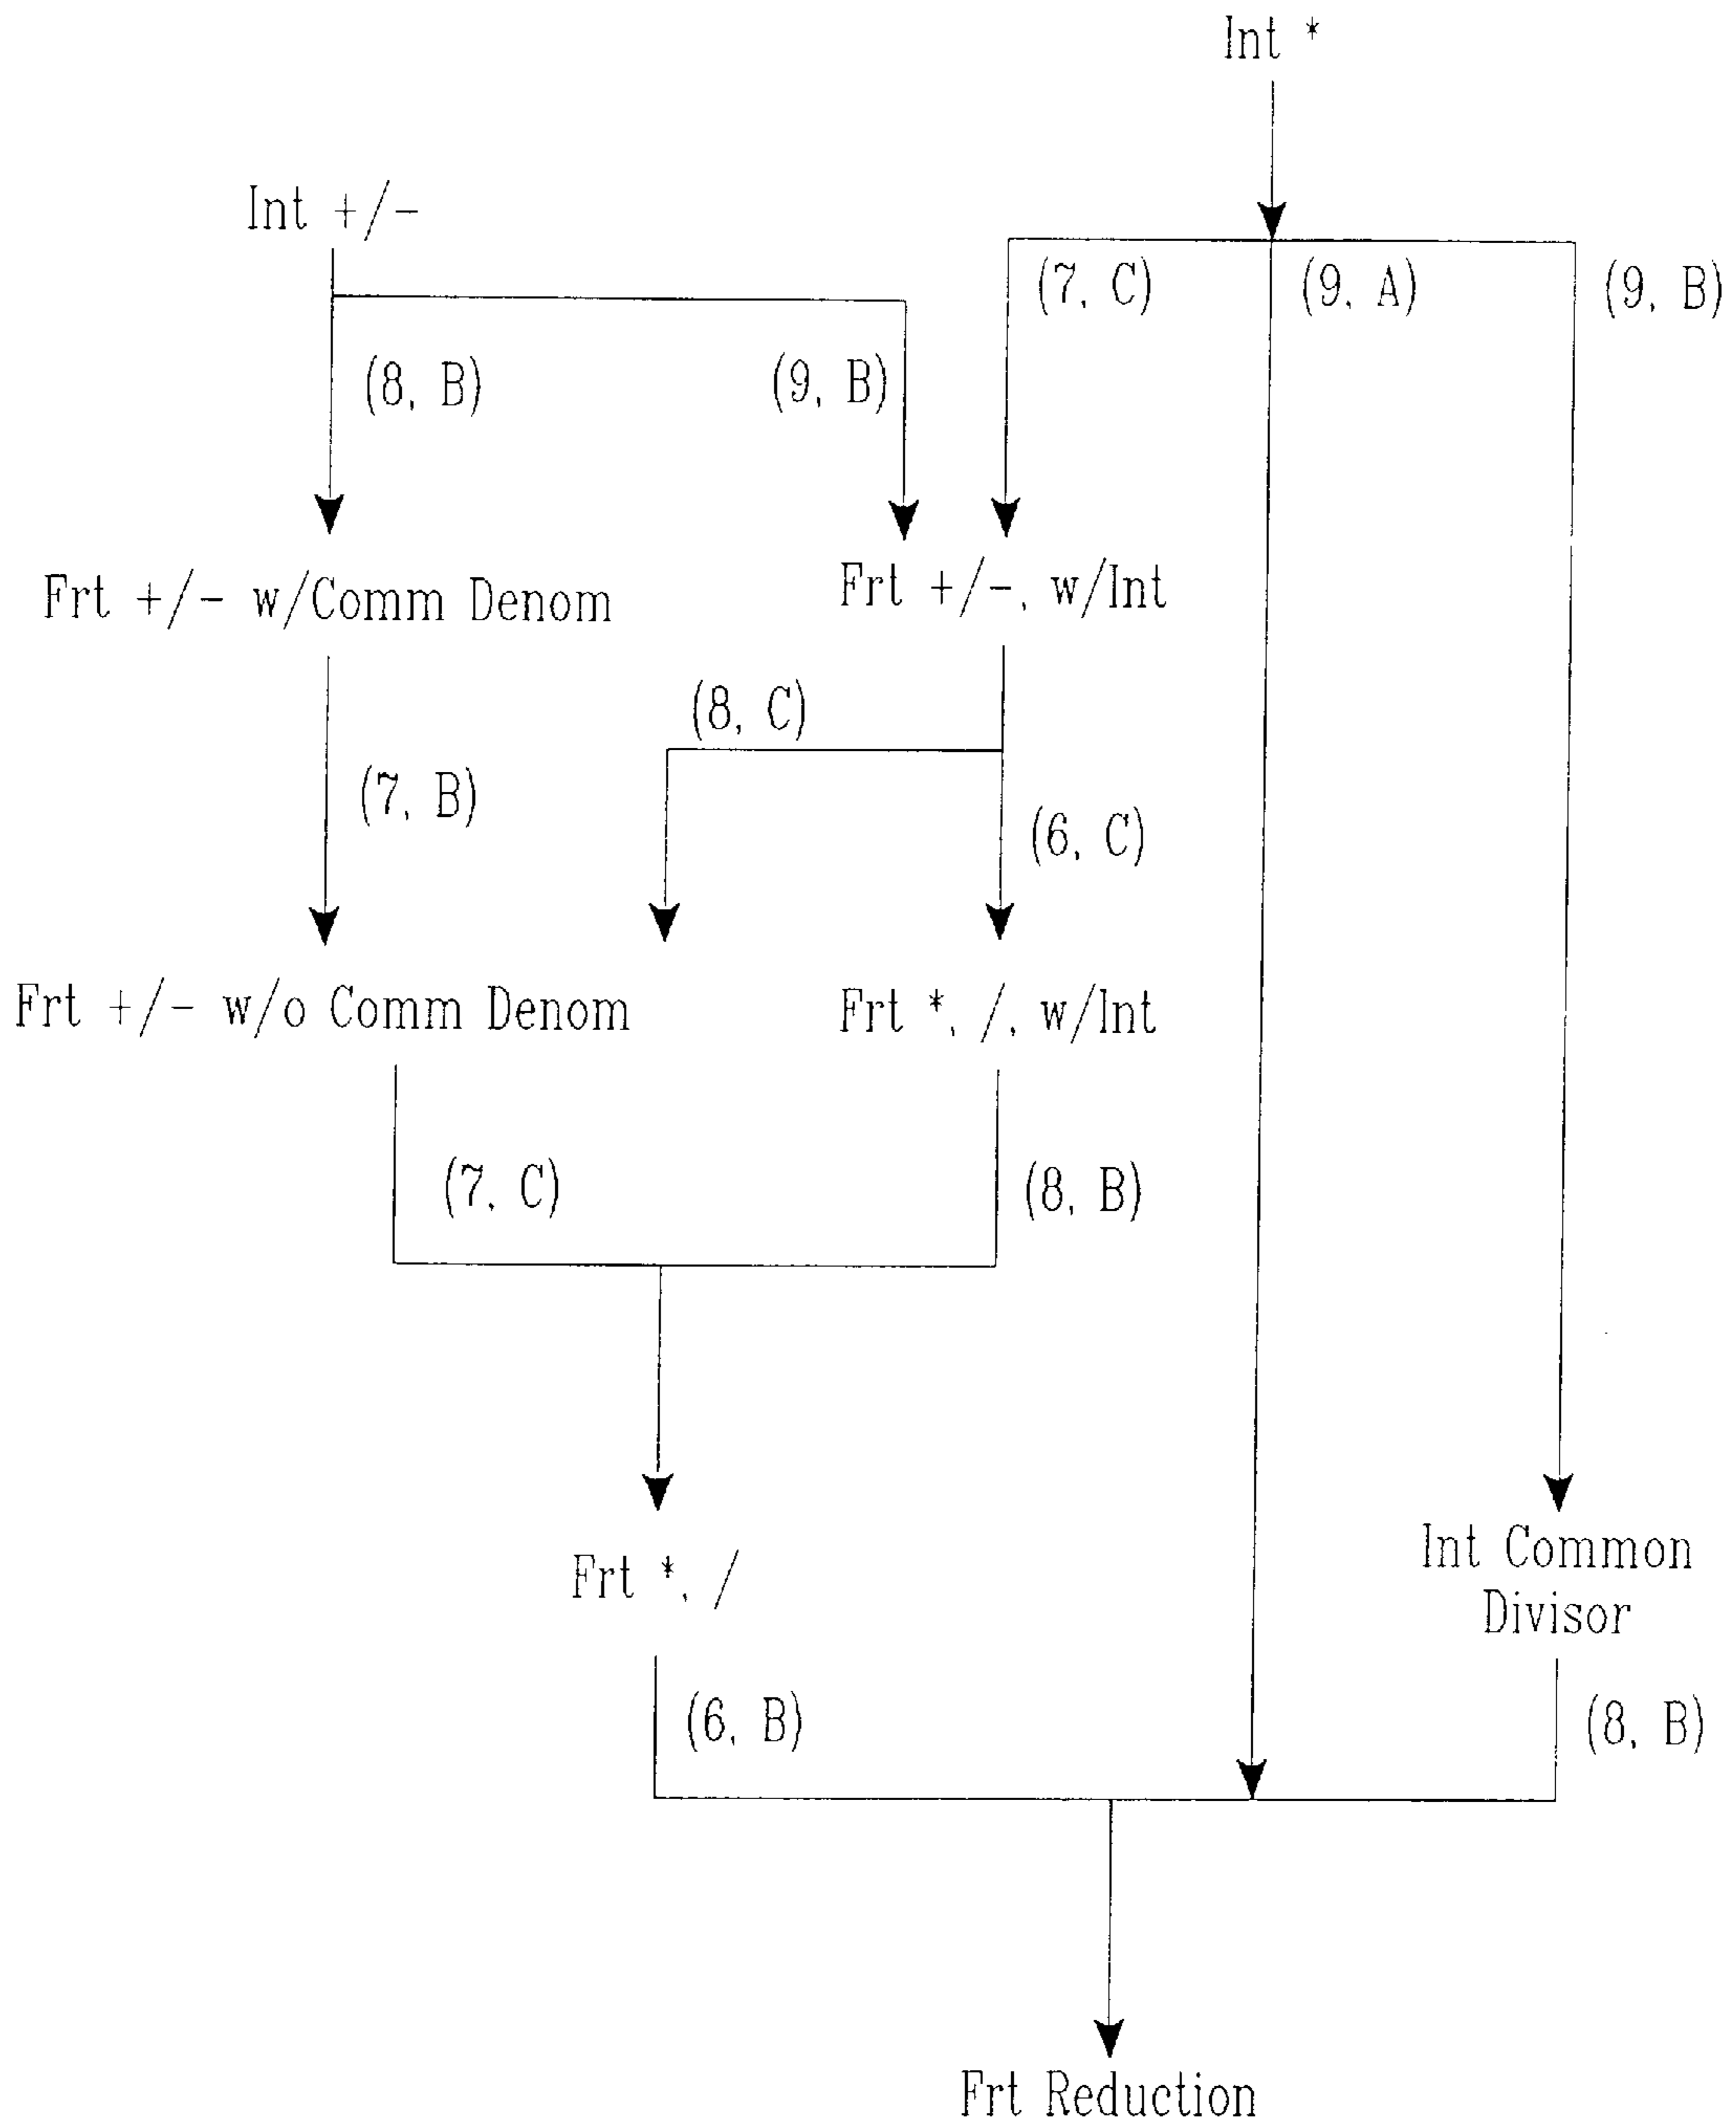 Int *
Int +/-
(7, C)
(9, A)
(9, B)
(8, B)
(9, B)
Frt +/- w/Comm Denom
Frt +/-, w/Int
(8, C)
(7, B)
(6, C)
Frt +/- w/o Comm Denom
Frt *, /, w/Int
(7, C)
(8, B)
Frt *, /
Int Common
Divisor
(6, B)
(8, B)
Frt Reduction